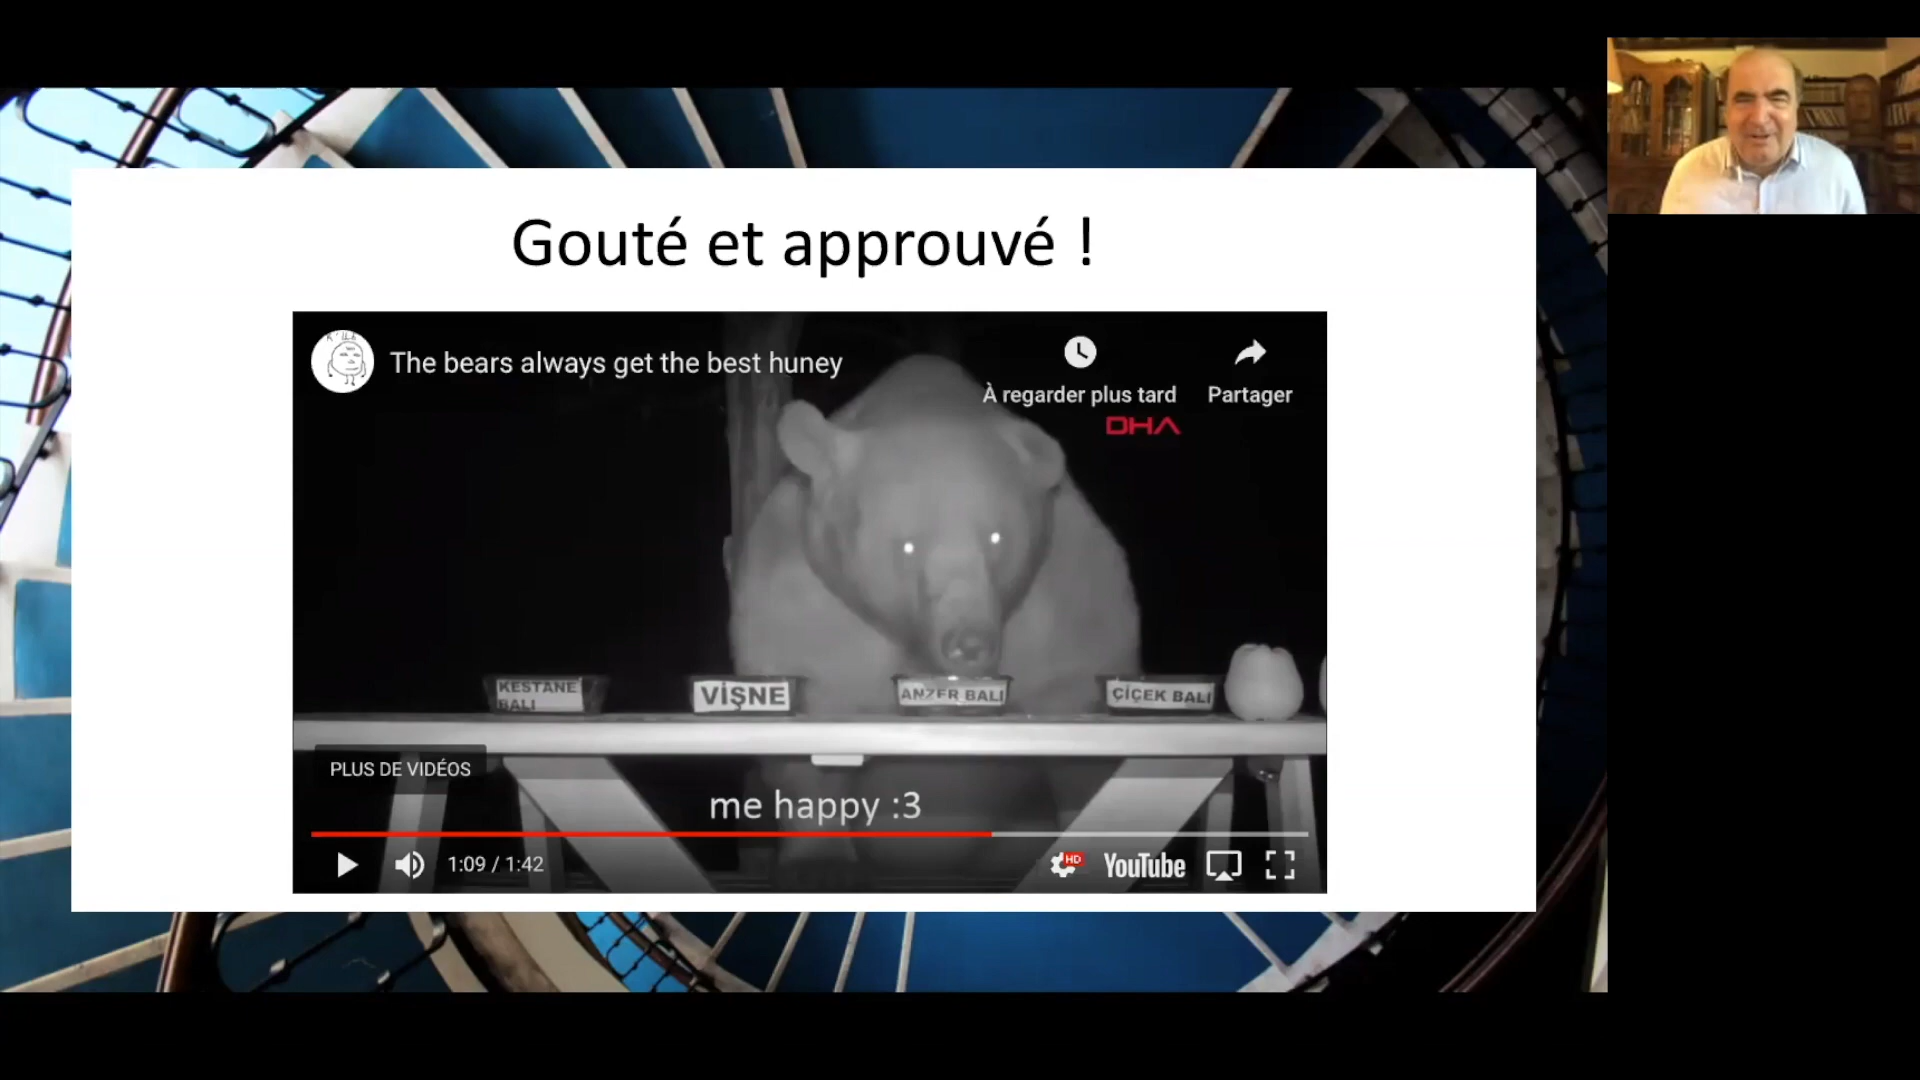 Gouté et approuvé !
The bears always get the best huney
À regarder plus tard
Partager
DHA
KESTANE
BALI
VİŞNE
ANZER BALI
ÇİÇEK BALI
PLUS DE VIDÉOS
me happy :3
1:09 / 1:42
HD
YouTube